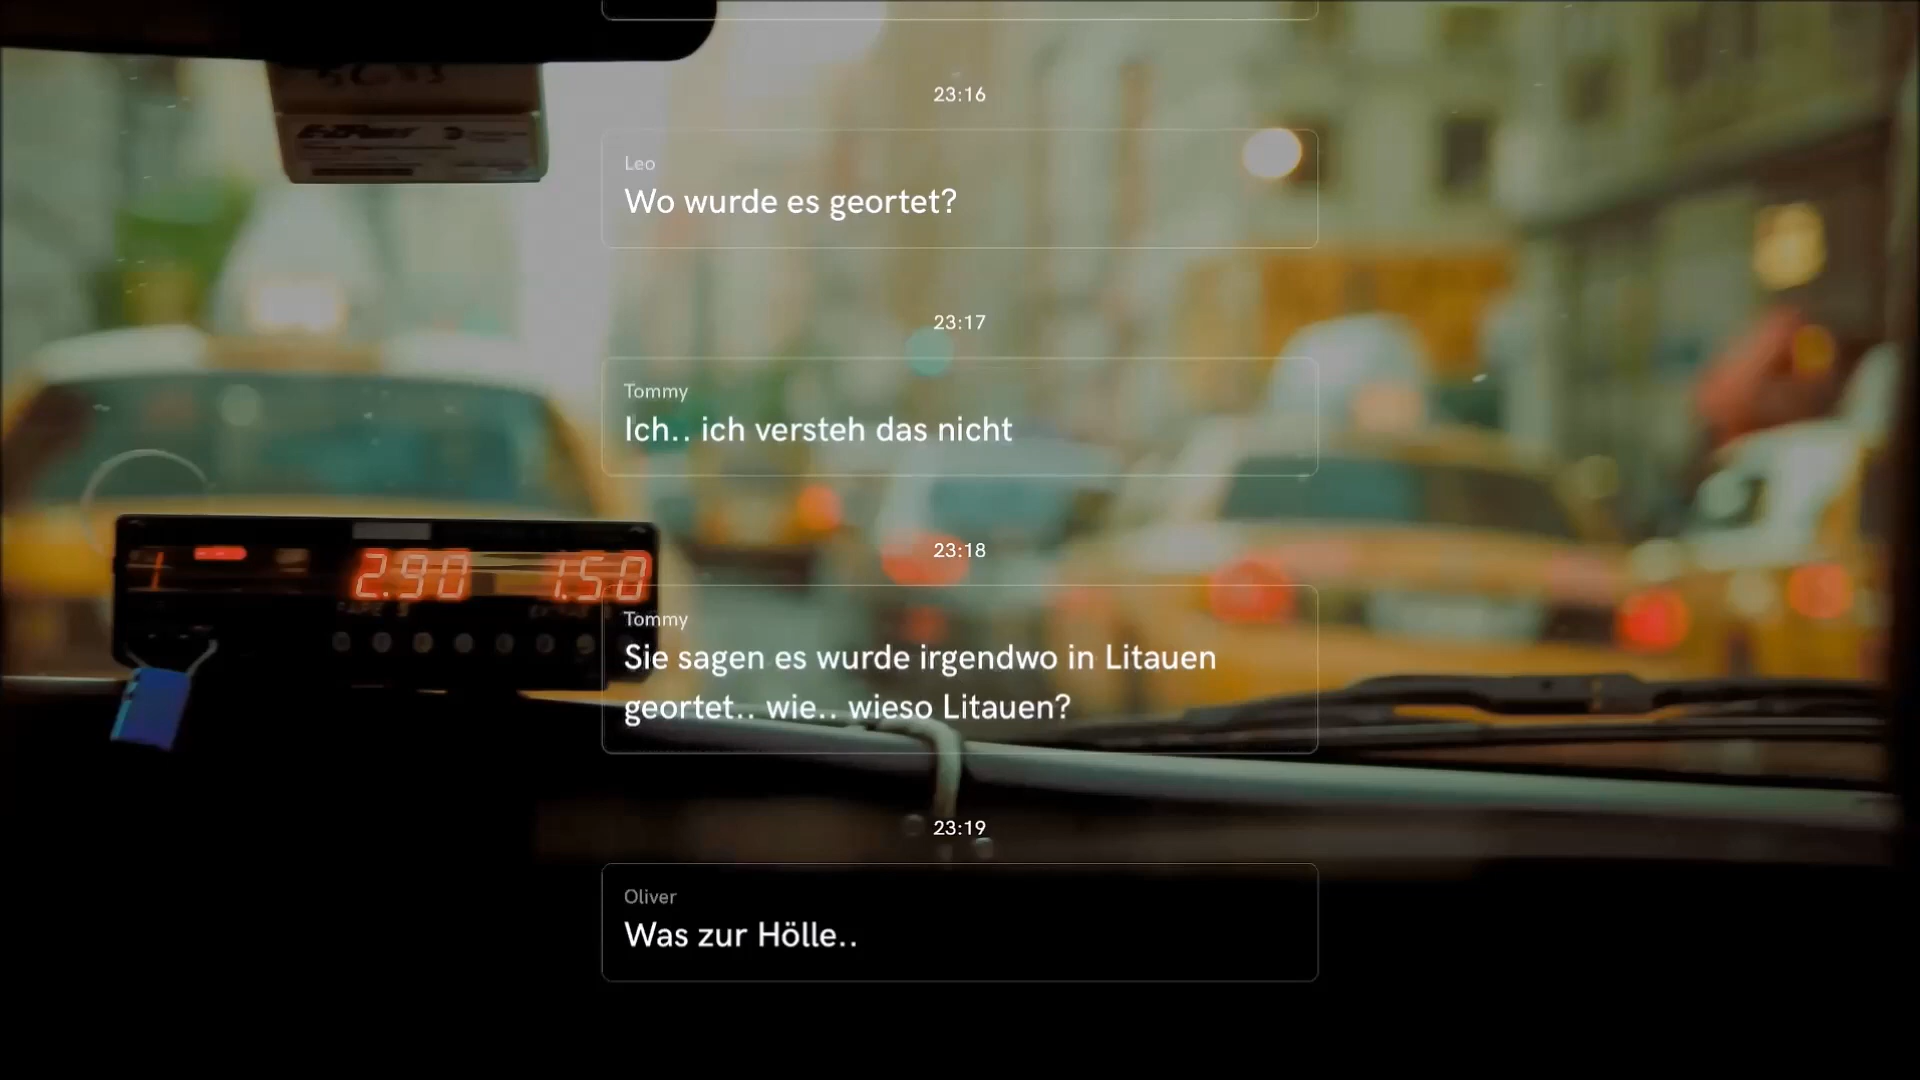 23:16
Leo
Wo wurde es geortet?
23:17
Tommy
Ich.. ich versteh das nicht
23:18
2.90 1.50
Tommy
Sie sagen es wurde irgendwo in Litauen
geortet.. wie.. wieso Litauen?
23:19
Oliver
Was zur Hölle..